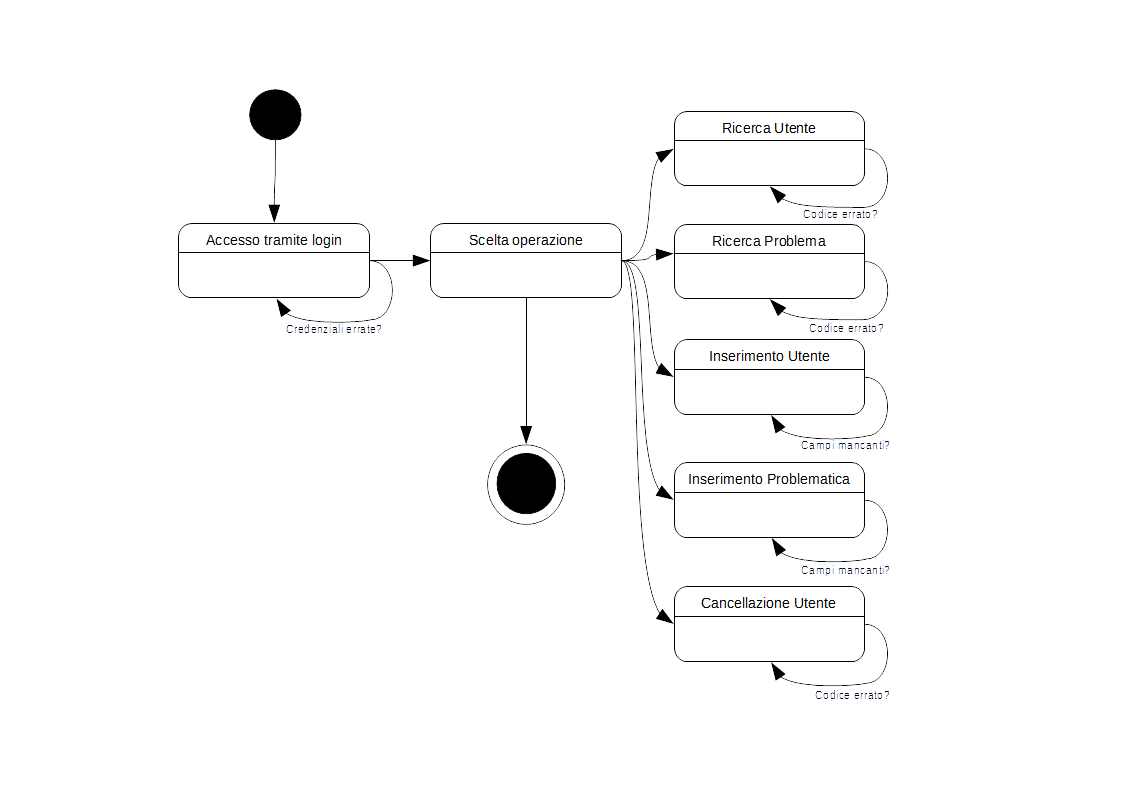 Accesso tramite login
Credenziali errate?
Scelta operazione
Ricerca Utente
Codice errato?
Ricerca Problema
Codice errato?
Inserimento Utente
Campi mancanti?
Inserimento Problematica
Campi mancanti?
Cancellazione Utente
Codice errato?